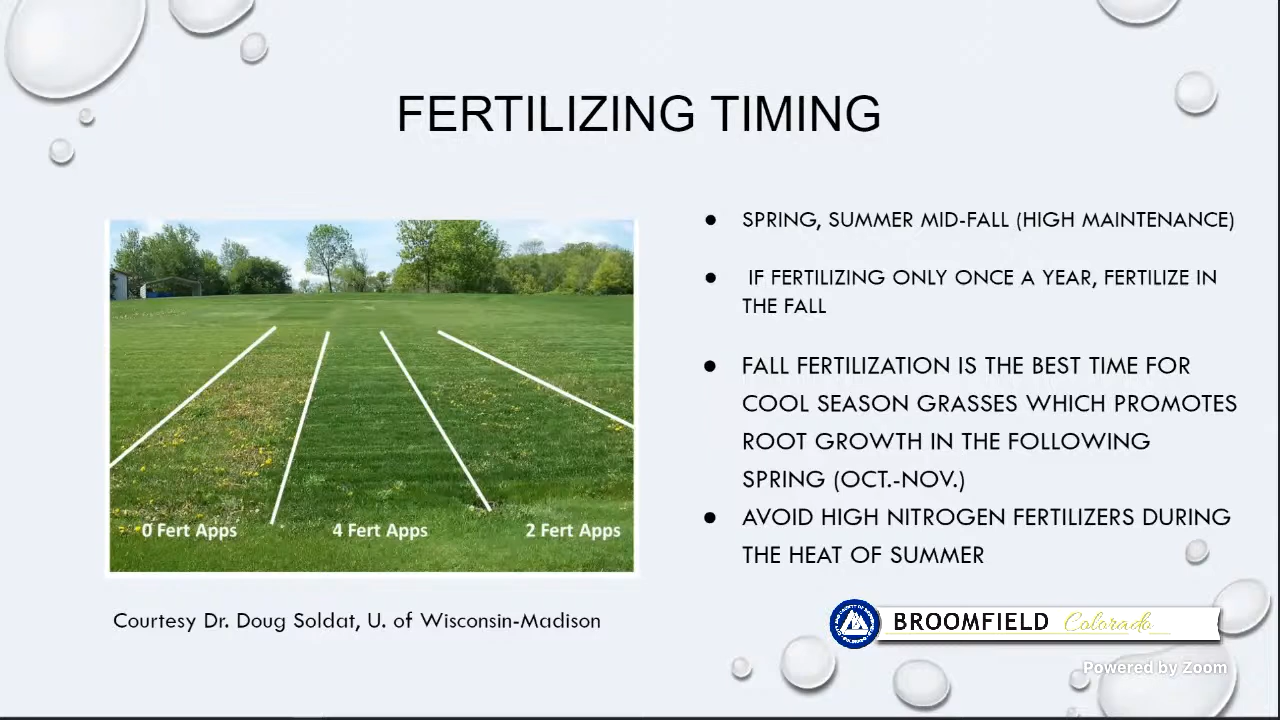 FERTILIZING TIMING
● SPRING, SUMMER MID-FALL (HIGH MAINTENANCE)
● IF FERTILIZING ONLY ONCE A YEAR, FERTILIZE IN
THE FALL
● FALL FERTILIZATION IS THE BEST TIME FOR
COOL SEASON GRASSES WHICH PROMOTES
ROOT GROWTH IN THE FOLLOWING
SPRING (OCT.-NOV.)
● AVOID HIGH NITROGEN FERTILIZERS DURING
THE HEAT OF SUMMER
0 Fert Apps 4 Fert Apps 2 Fert Apps
Courtesy Dr. Doug Soldat, U. of Wisconsin-Madison
BROOMFIELD Colorado
Powered by Zoom